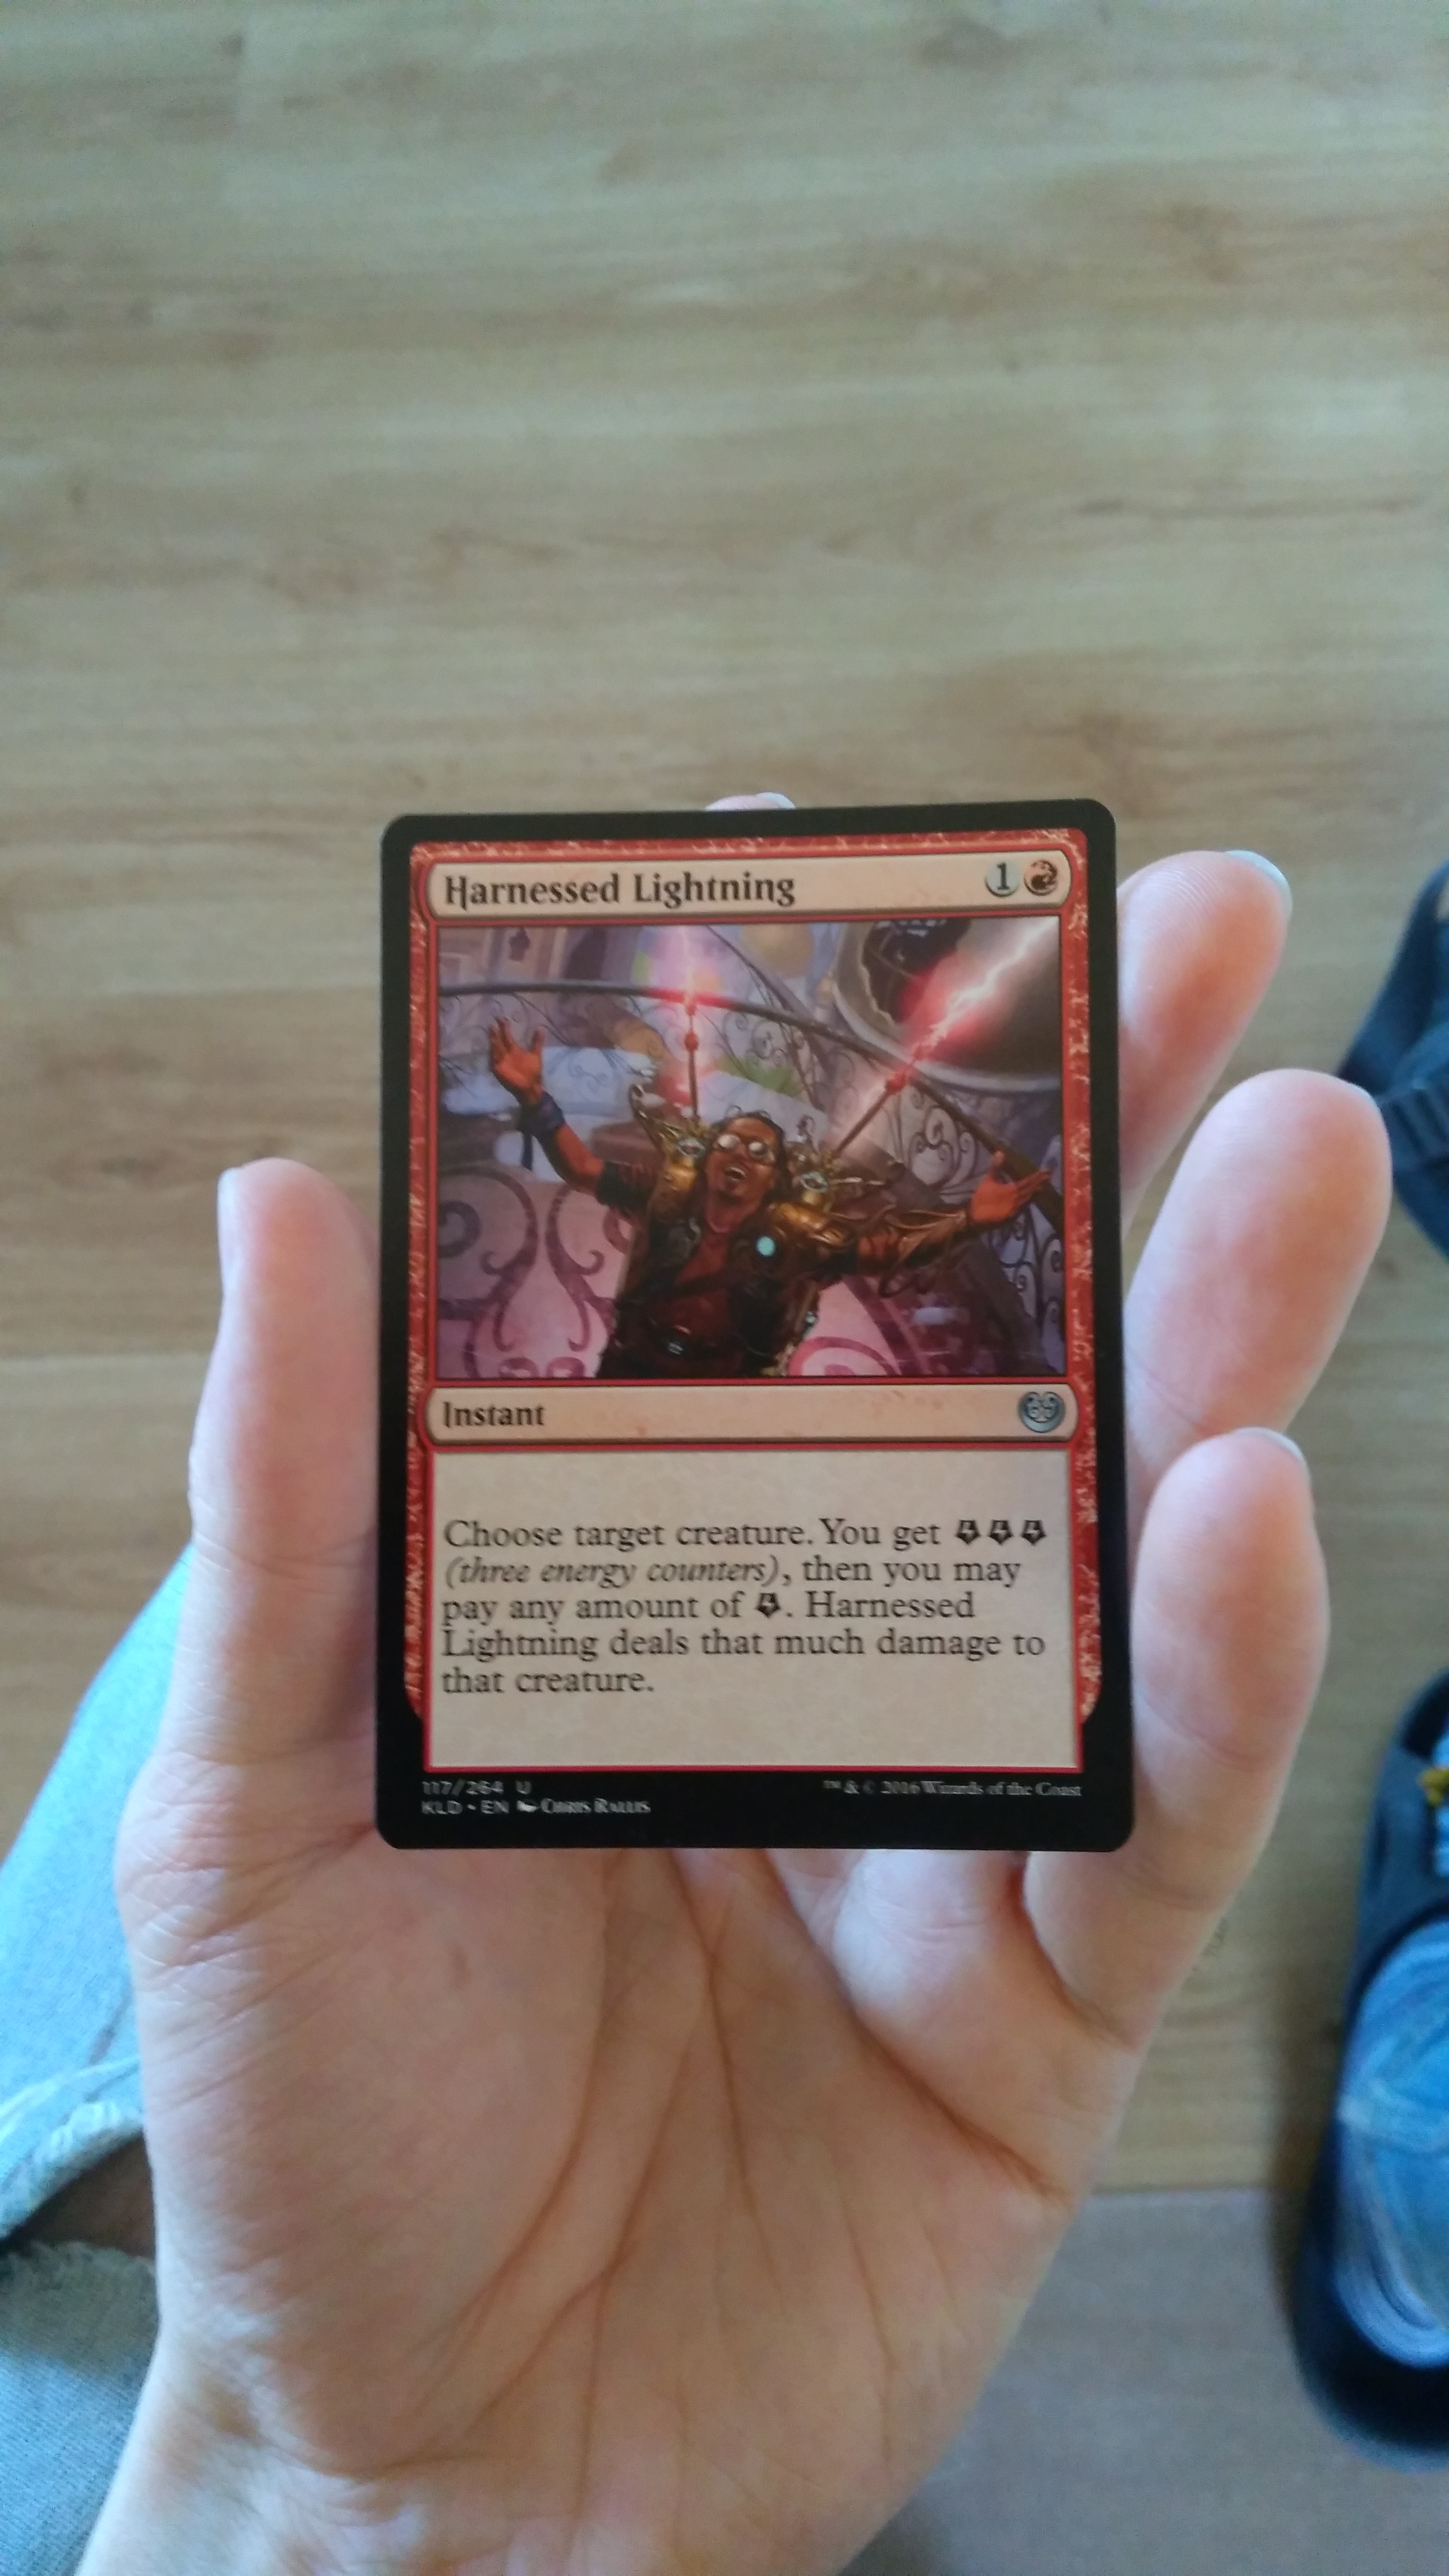 Harnessed Lightning 1
Instant
Choose target creature. You get
(three energy counters), then you may
pay any amount of . Harnessed
Lightning deals that much damage to
that creature.
117/264 U
KLD • EN Chris Rallis
™ & © 2016 Wizards of the Coast